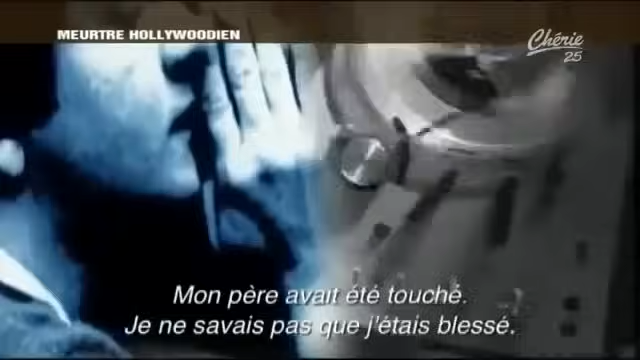 MEURTRE HOLLYWOODIEN
Chérie
25
Mon père avait été touché.
Je ne savais pas que j'étais blessé.